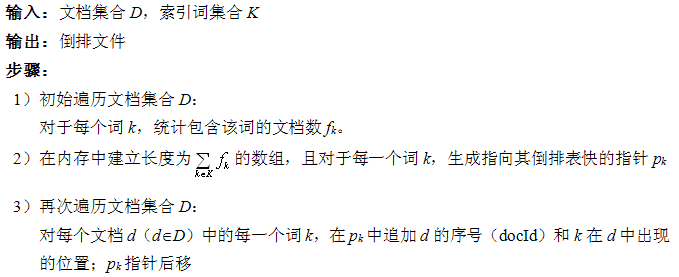 输入：文档集合 D，索引词集合 K
输出：倒排文件
步骤：
1）初始遍历文档集合 D：
对于每个词 k，统计包含该词的文档数 fₖ。
2）在内存中建立长度为 ∑_{k∈K} fₖ 的数组，且对于每一个词 k，生成指向其倒排表快的指针 pₖ
3）再次遍历文档集合 D：
对每个文档 d（d∈D）中的每一个词 k，在 pₖ 中追加 d 的序号（docId）和 k 在 d 中出现
的位置；pₖ 指针后移